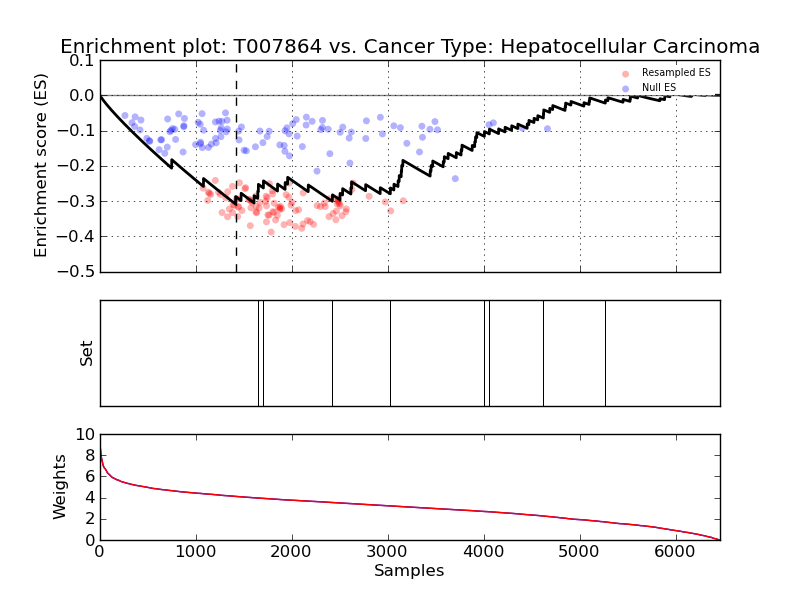 Enrichment plot: T007864 vs. Cancer Type: Hepatocellular Carcinoma
Enrichment score (ES)
0.1
0.0
−0.1
−0.2
−0.3
−0.4
−0.5
Resampled ES
Null ES
Set
Weights
10
8
6
4
2
0
0 1000 2000 3000 4000 5000 6000
Samples